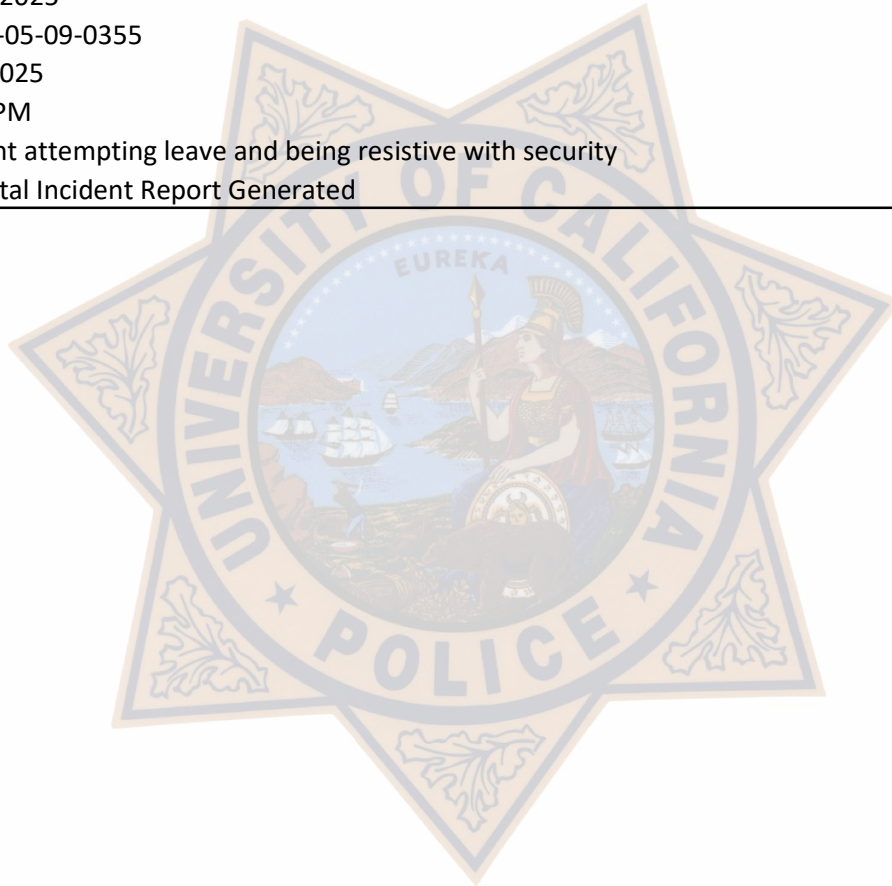 2025
-05-09-0355
025
PM
nt attempting leave and being resistive with security
tal Incident Report Generated
EUREKA
UNIVERSITY OF CALIFORNIA
POLICE